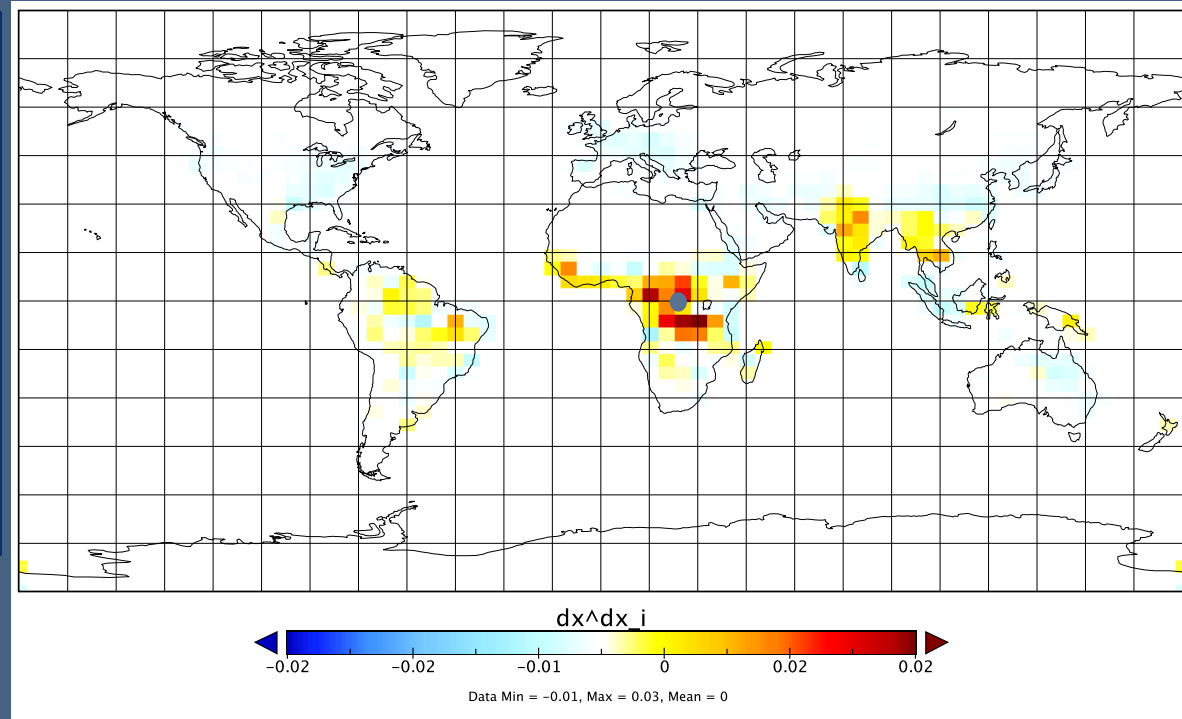 dx^dx_i
-0.02 -0.02 -0.01 0 0.02 0.02
Data Min = -0.01, Max = 0.03, Mean = 0